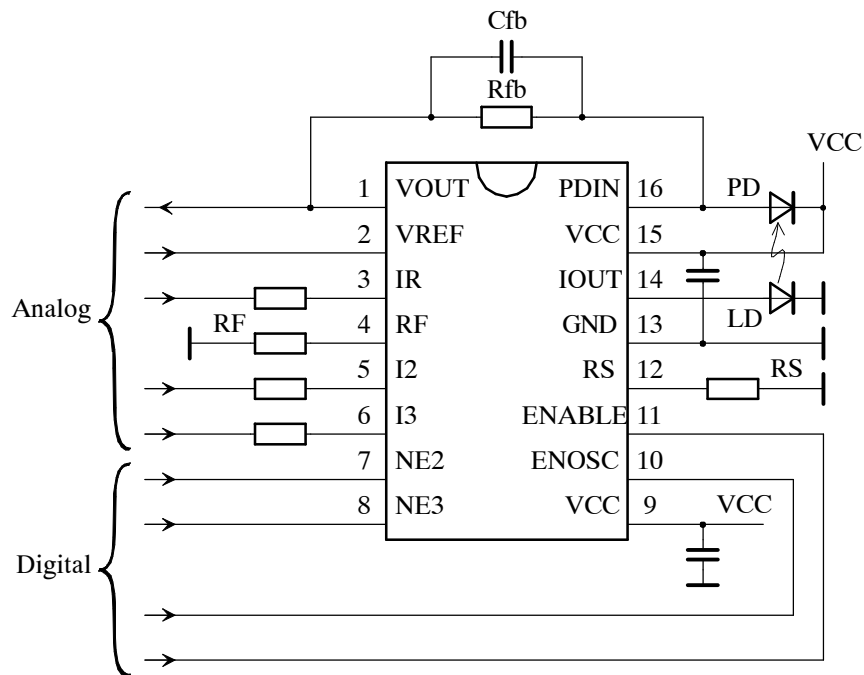 Cfb
Rfb
VCC
1 VOUT PDIN 16 PD
2 VREF VCC 15
3 IR IOUT 14
Analog
RF 4 RF GND 13 LD
5 I2 RS 12 RS
6 I3 ENABLE 11
7 NE2 ENOSC 10
8 NE3 VCC 9 VCC
Digital